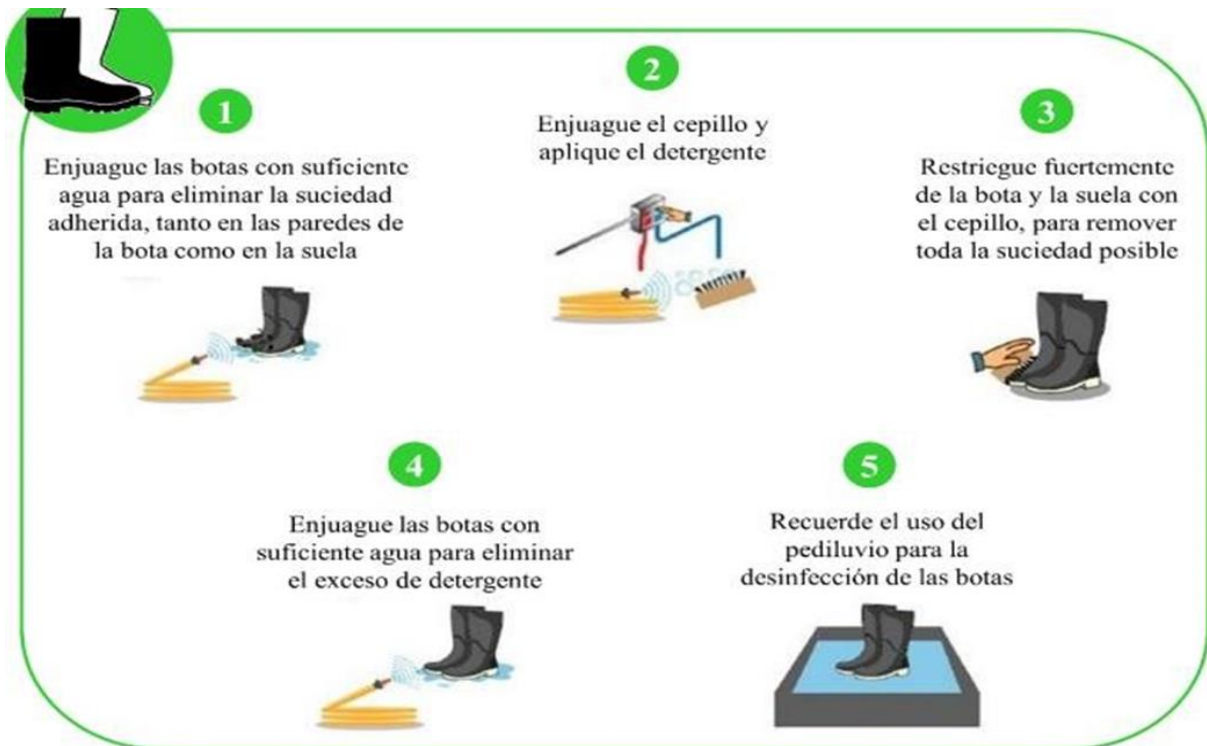 1
Enjuague las botas con suficiente
agua para eliminar la suciedad
adherida, tanto en las paredes de
la bota como en la suela
2
Enjuague el cepillo y
aplique el detergente
3
Restriegue fuertemente
de la bota y la suela con
el cepillo, para remover
toda la suciedad posible
4
Enjuague las botas con
suficiente agua para eliminar
el exceso de detergente
5
Recuerde el uso del
pediluvio para la
desinfección de las botas